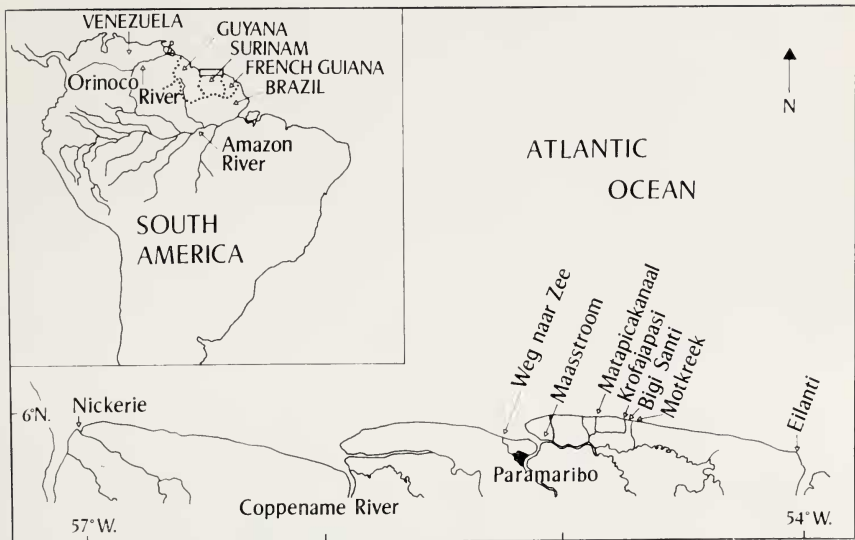 VENEZUELA
GUYANA
SURINAM
FRENCH GUIANA
BRAZIL
Orinoco
River
Amazon
River
SOUTH
AMERICA
N
ATLANTIC
OCEAN
Weg naar Zee
Maasstroom
Matapicakanaal
Krofajapasi
Bigi Santi
Motkreek
Eilanti
6°N.
Nickerie
Paramaribo
Coppename River
57°W.
54°W.